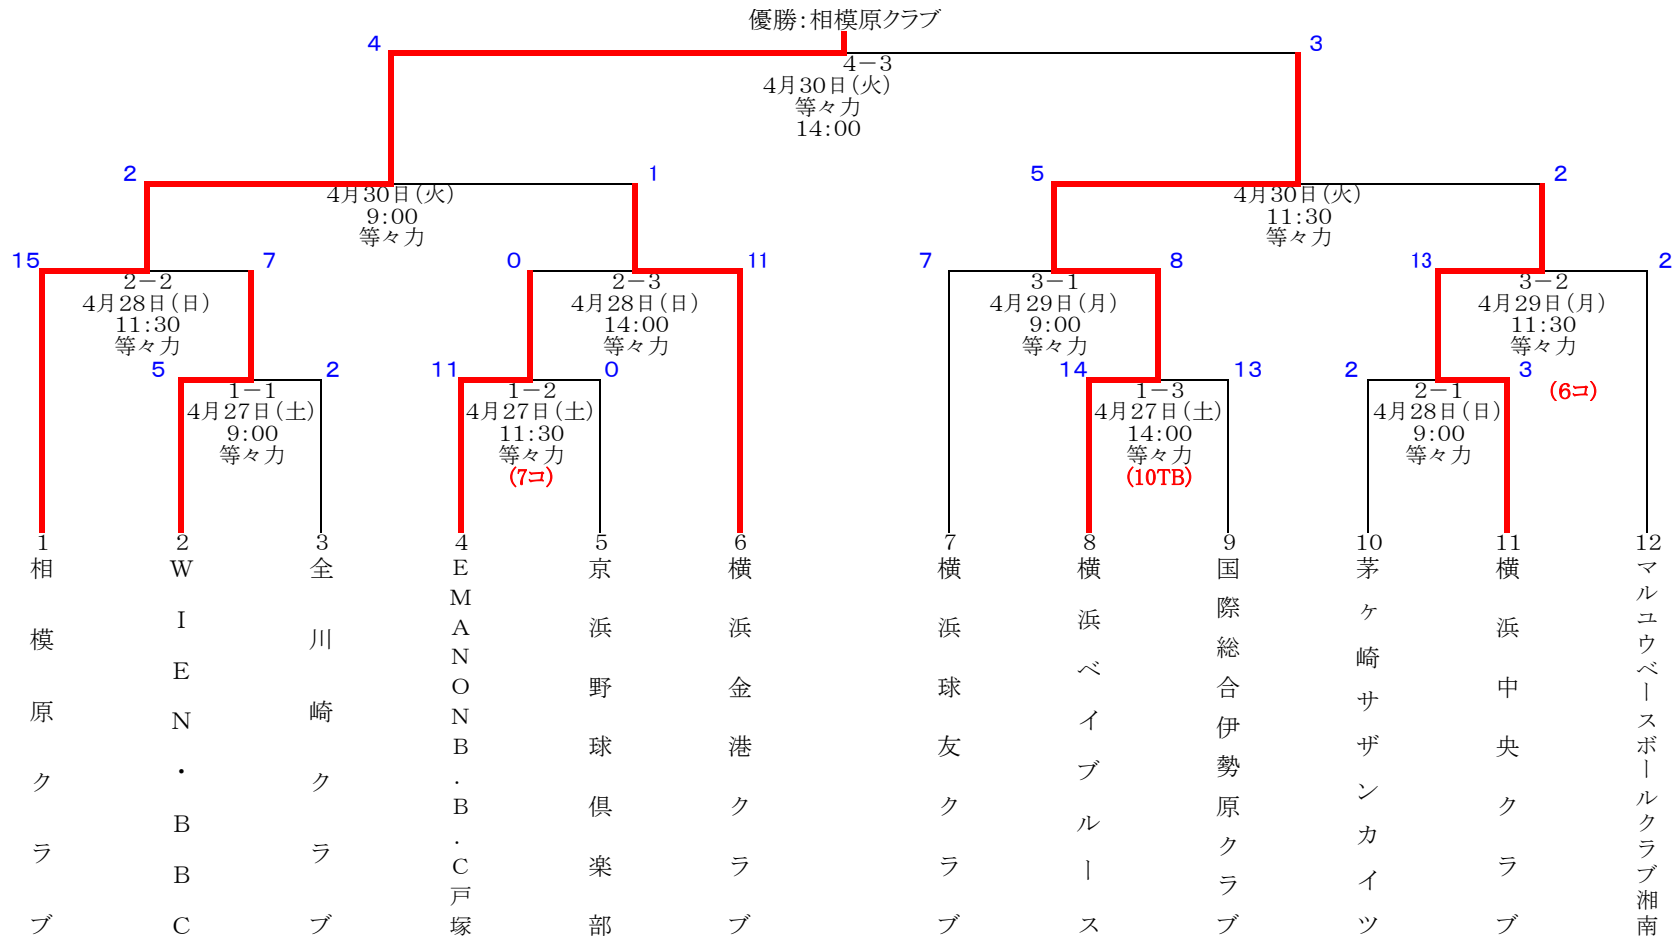 優勝：相模原クラブ
4
3
4－3
4月30日（火）
等々力
14:00
2
1
5
2
4月30日（火）
9:00
等々力
4月30日（火）
11:30
等々力
15
7
0
11
7
8
13
2
2－2
4月28日（日）
11:30
等々力
2－3
4月28日（日）
14:00
等々力
3－1
4月29日（月）
9:00
等々力
3－2
4月29日（月）
11:30
等々力
5
2
11
0
14
13
2
3
(6コ)
1－1
4月27日（土）
9:00
等々力
1－2
4月27日（土）
11:30
等々力
(7コ)
1－3
4月27日（土）
14:00
等々力
(10TB)
2－1
4月28日（日）
9:00
等々力
1
相模原クラブ
2
WIEN・BBC
3
全川崎クラブ
4
EMANONB.B.C戸塚
5
京浜野球倶楽部
6
横浜金港クラブ
7
横浜球友クラブ
8
横浜ベイブルース
9
国際総合伊勢原クラブ
10
茅ヶ崎サザンカイツ
11
横浜中央クラブ
12
マルユウベースボールクラブ湘南